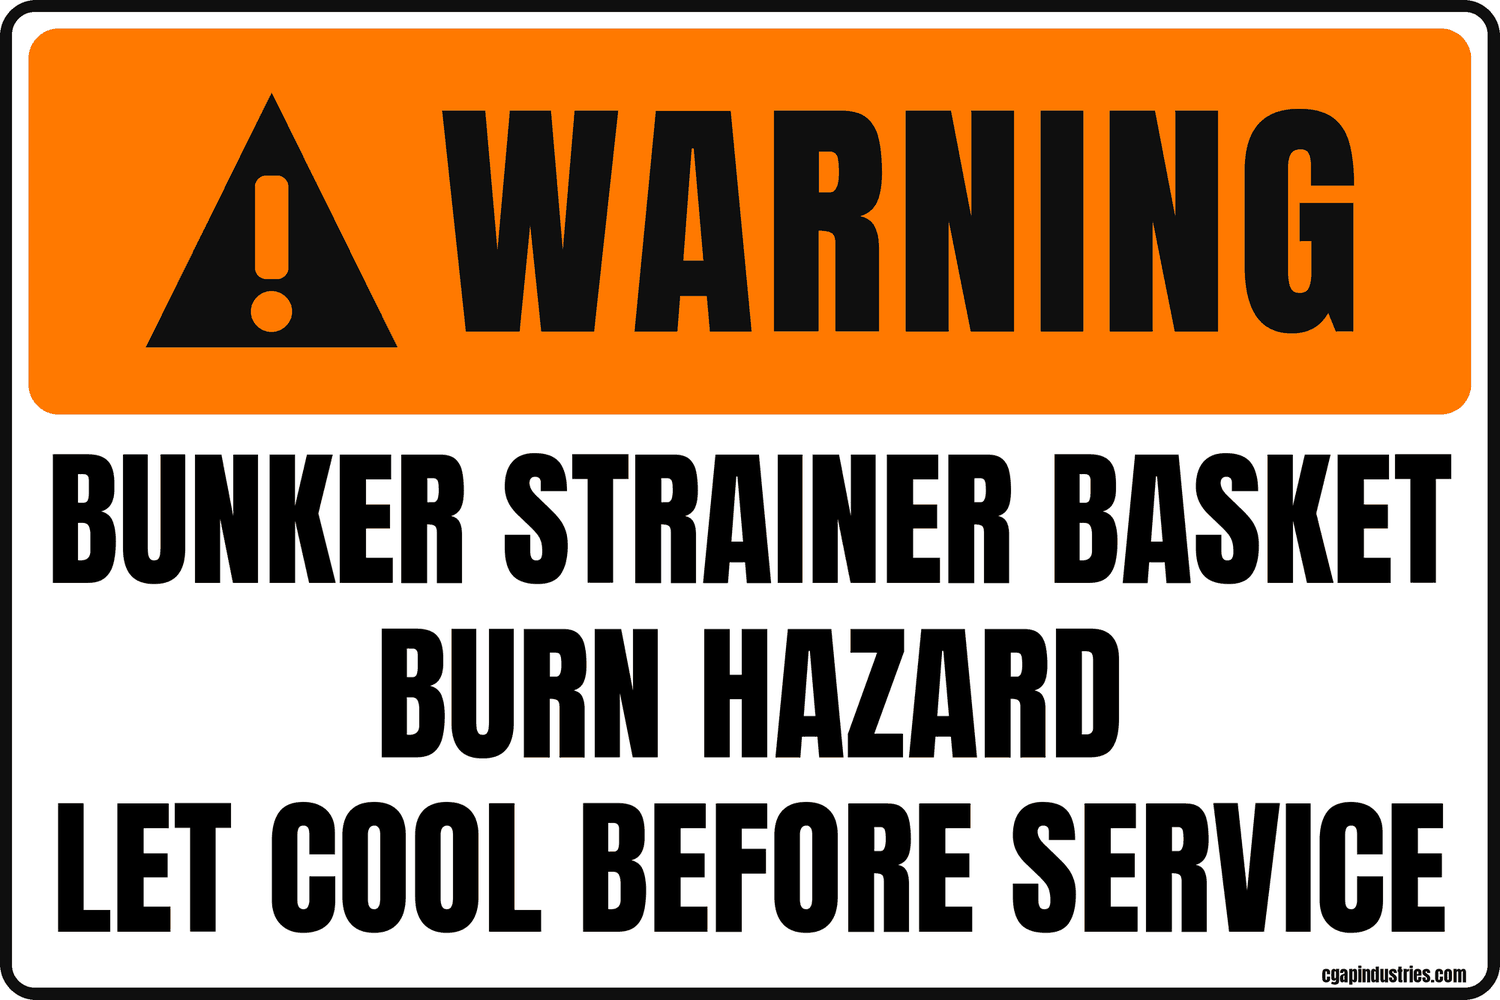 WARNING
BUNKER STRAINER BASKET
BURN HAZARD
LET COOL BEFORE SERVICE
cgapindustries.com